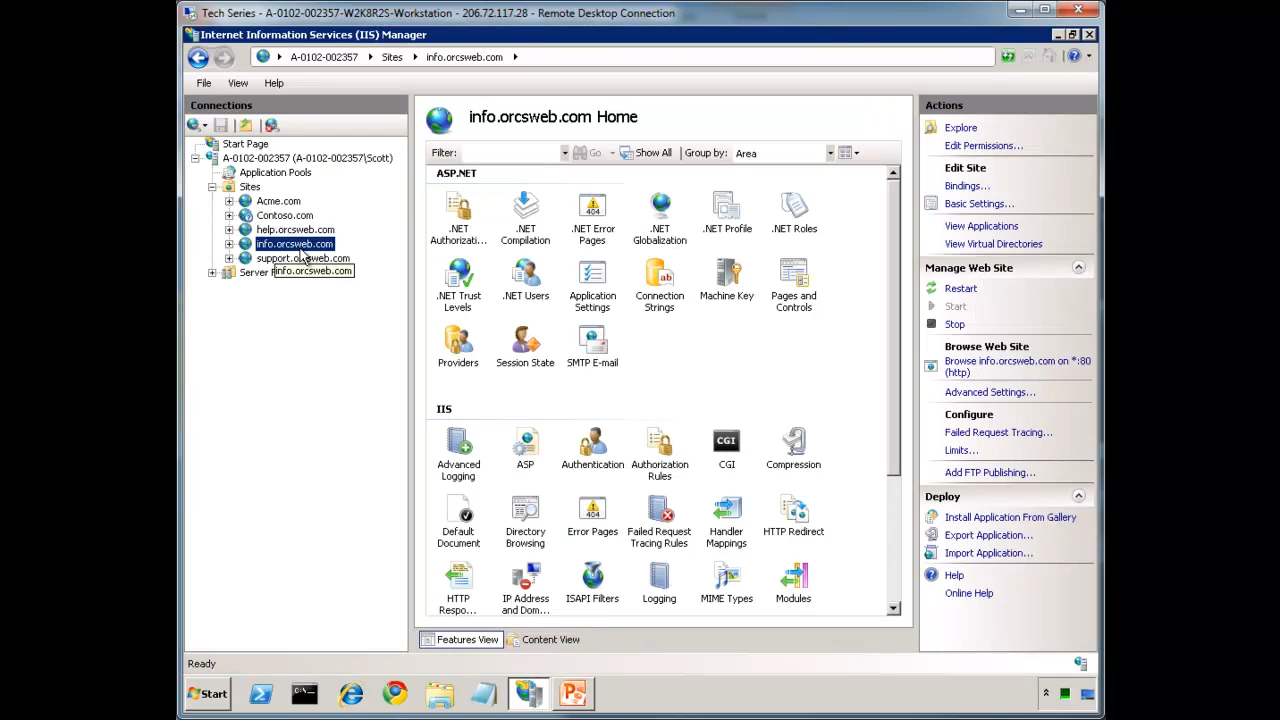 Tech Series - A-0102-002357-W2K8R2S-Workstation - 206.72.117.28 - Remote Desktop Connection
Internet Information Services (IIS) Manager
A-0102-002357 Sites info.orcsweb.com
File View Help
Connections
Start Page
A-0102-002357 (A-0102-002357\Scott)
Application Pools
Sites
Acme.com
Contoso.com
help.orcsweb.com
info.orcsweb.com
support.orcsweb.com
Server
info.orcsweb.com
info.orcsweb.com Home
Filter: Go Show All Group by: Area
ASP.NET
.NET Authorizati...
.NET Compilation
.NET Error Pages
.NET Globalization
.NET Profile
.NET Roles
.NET Trust Levels
.NET Users
Application Settings
Connection Strings
ab
Machine Key
Pages and Controls
Providers
Session State
SMTP E-mail
404
IIS
Advanced Logging
ASP
Authentication
Authorization Rules
CGI
CGI
Compression
Default Document
Directory Browsing
404
Error Pages
Failed Request Tracing Rules
Handler Mappings
HTTP Redirect
HTTP Respo...
IP Address and Dom...
ISAPI Filters
Logging
MIME Types
Modules
Features View
Content View
Actions
Explore
Edit Permissions...
Edit Site
Bindings...
Basic Settings...
View Applications
View Virtual Directories
Manage Web Site
Restart
Start
Stop
Browse Web Site
Browse info.orcsweb.com on *:80 (http)
Advanced Settings...
Configure
Failed Request Tracing...
Limits...
Add FTP Publishing...
Deploy
Install Application From Gallery
Export Application...
Import Application...
Help
Online Help
Ready
Start